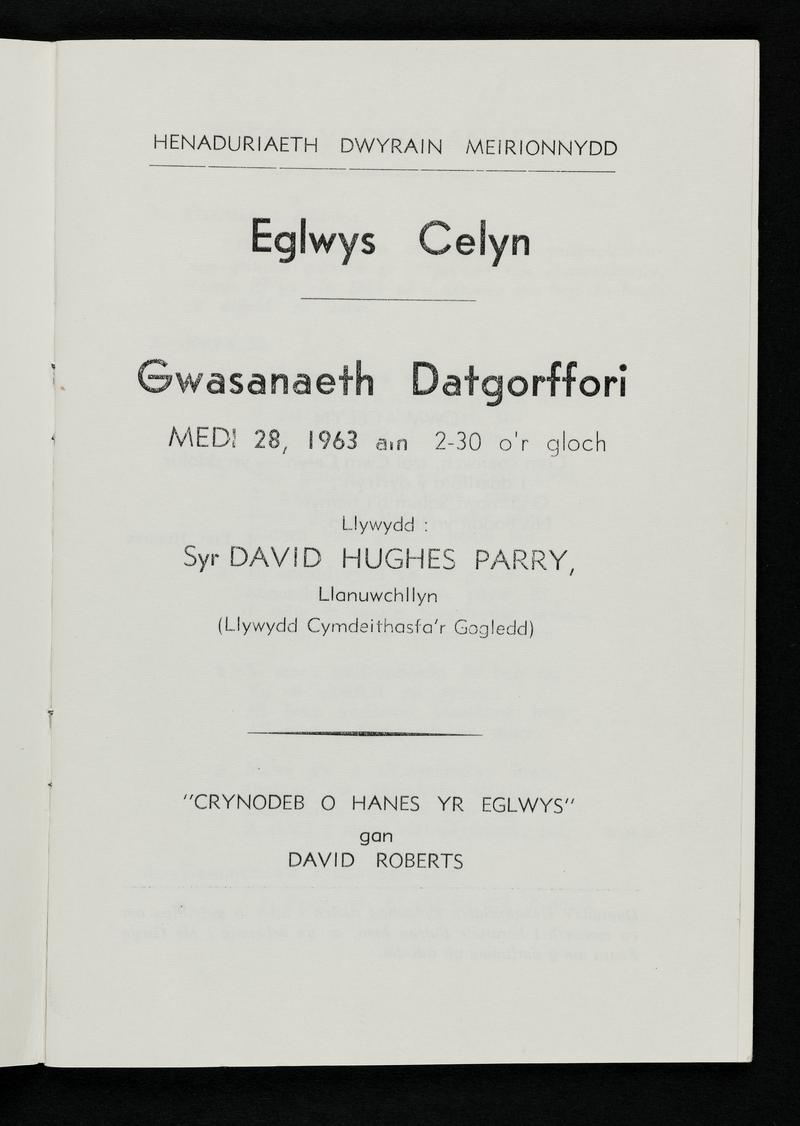 HENADURIAETH DWYRAIN MEIRIONNYDD
Eglwys Celyn
Gwasanaeth Datgorffori
MEDI 28, 1963 am 2-30 o'r gloch
Llywydd :
Syr DAVID HUGHES PARRY,
Llanuwchllyn
(Llywydd Cymdeithasfa'r Gogledd)
"CRYNODEB O HANES YR EGLWYS"
gan
DAVID ROBERTS